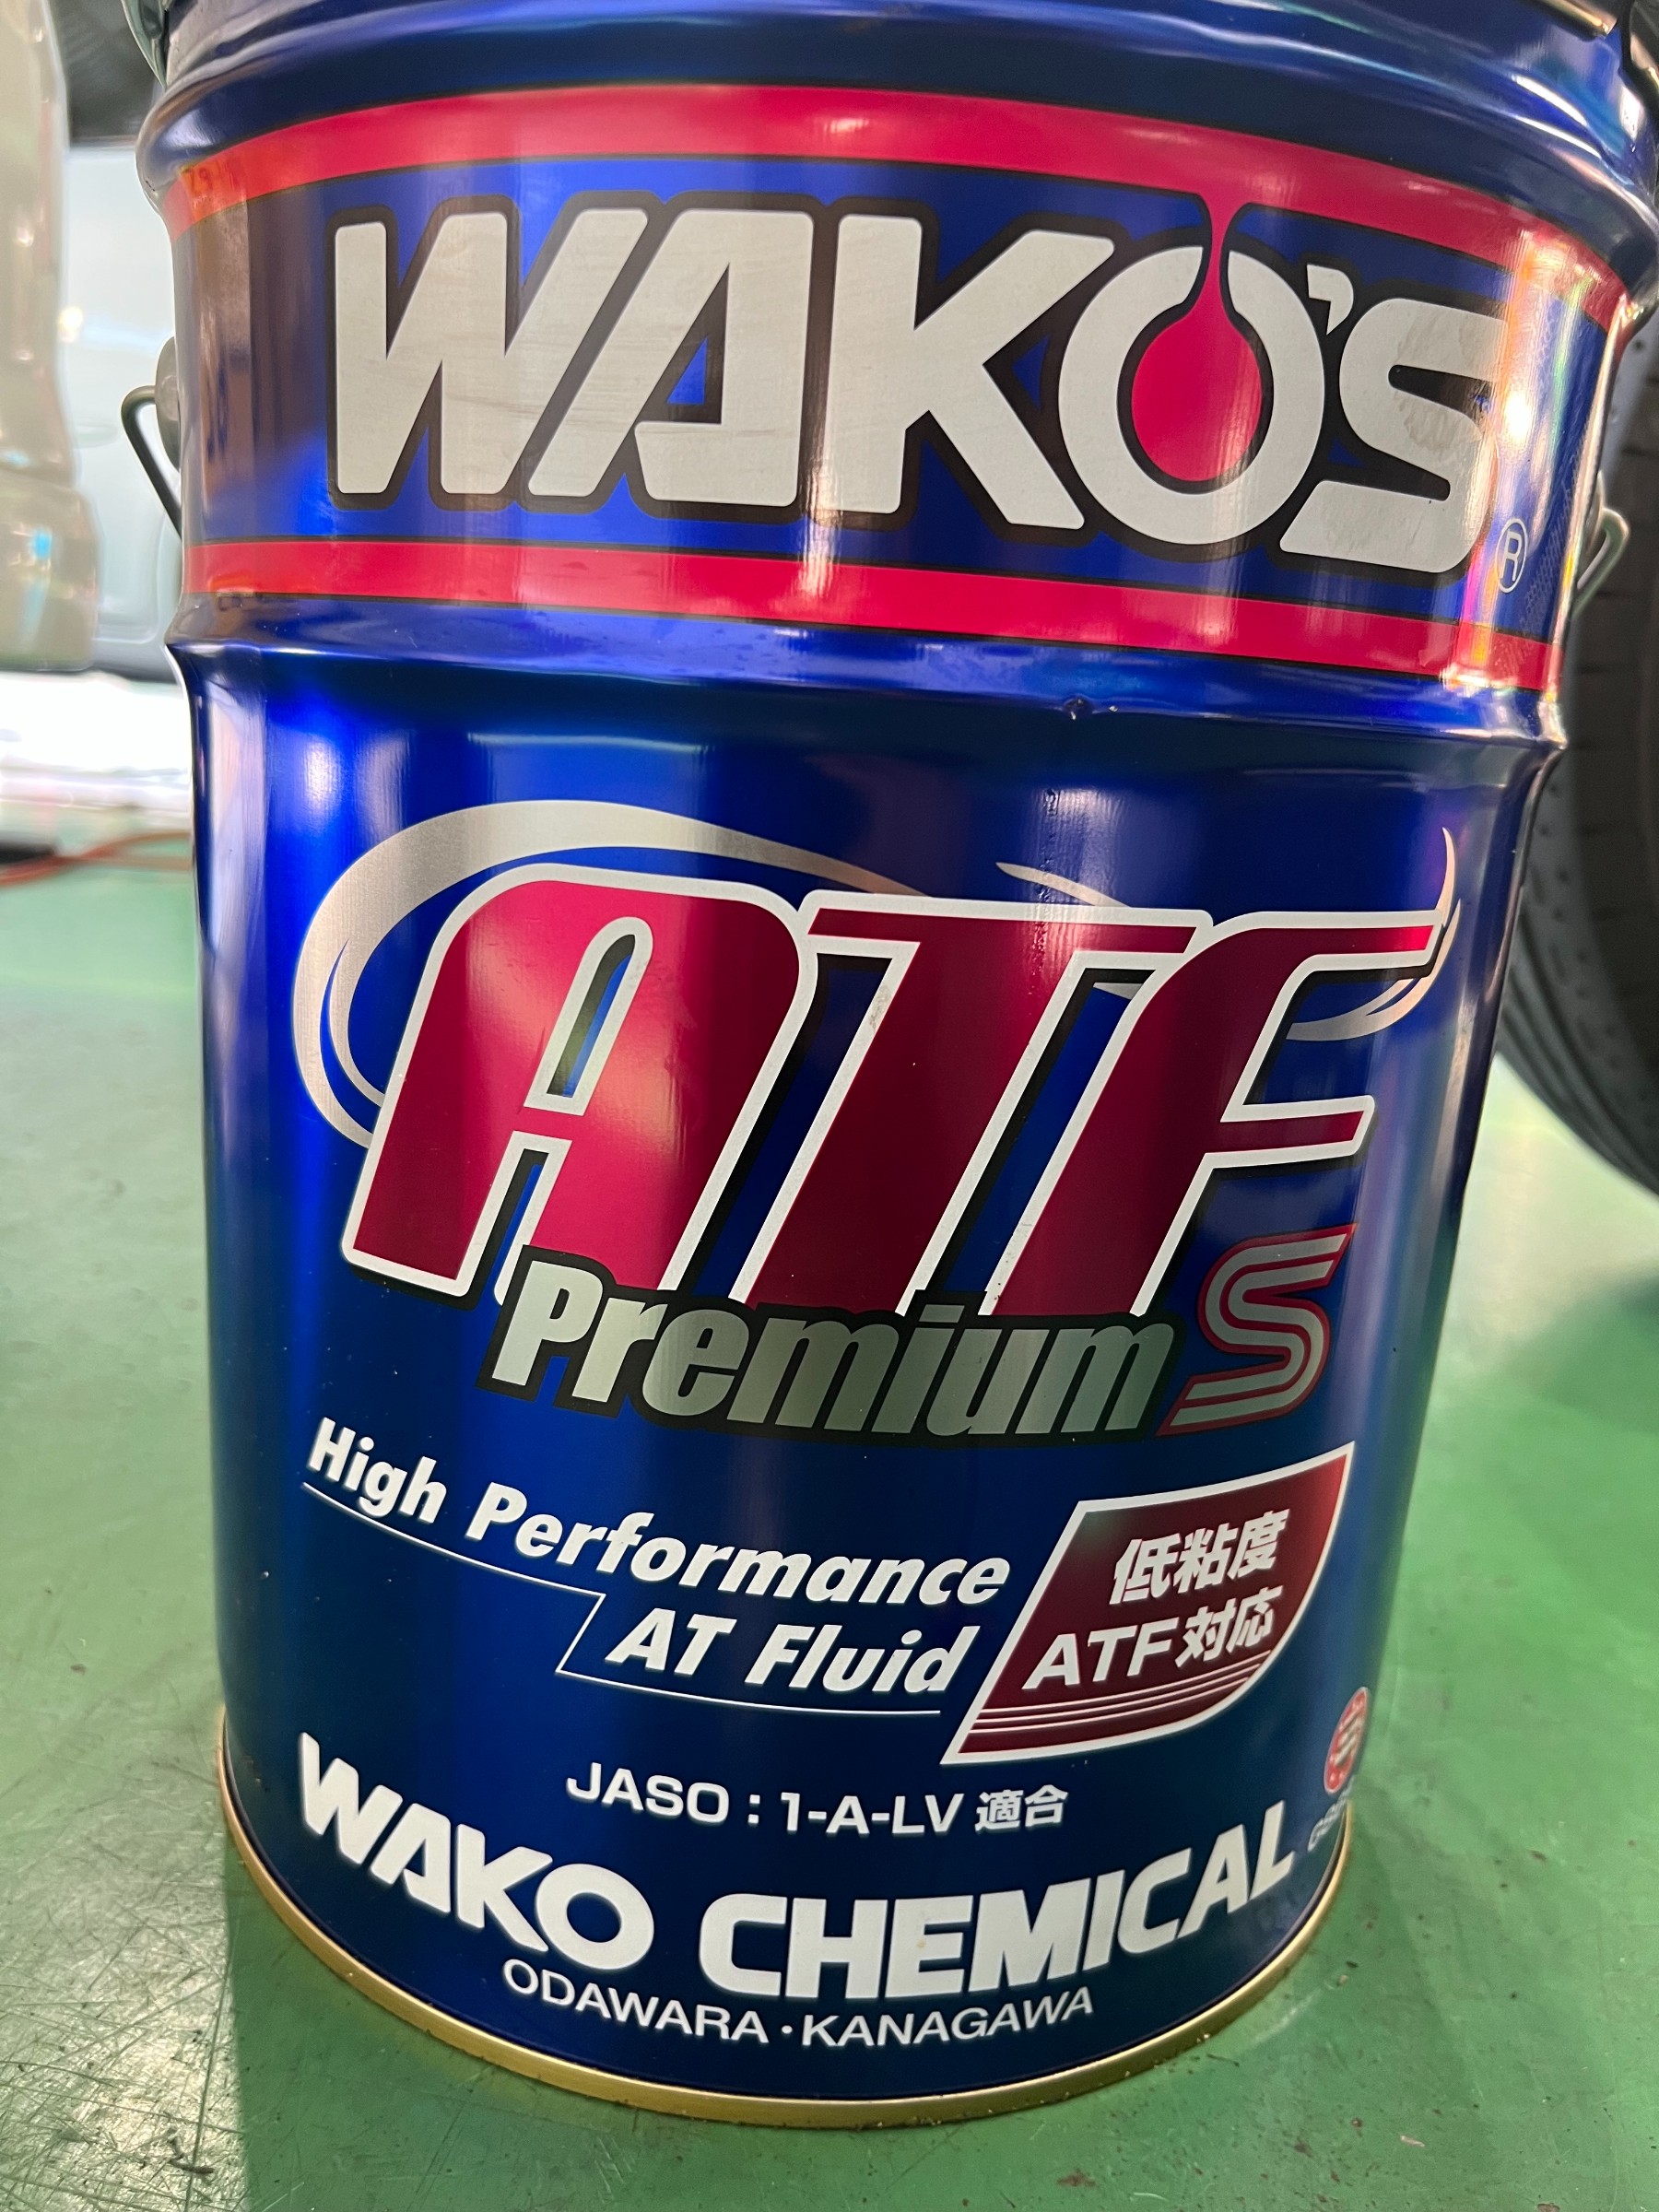 WAKO'S
®
ATF
Premium S
High Performance
AT Fluid
低粘度
ATF対応
JASO : 1-A-LV 適合
WAKO CHEMICAL
ODAWARA・KANAGAWA